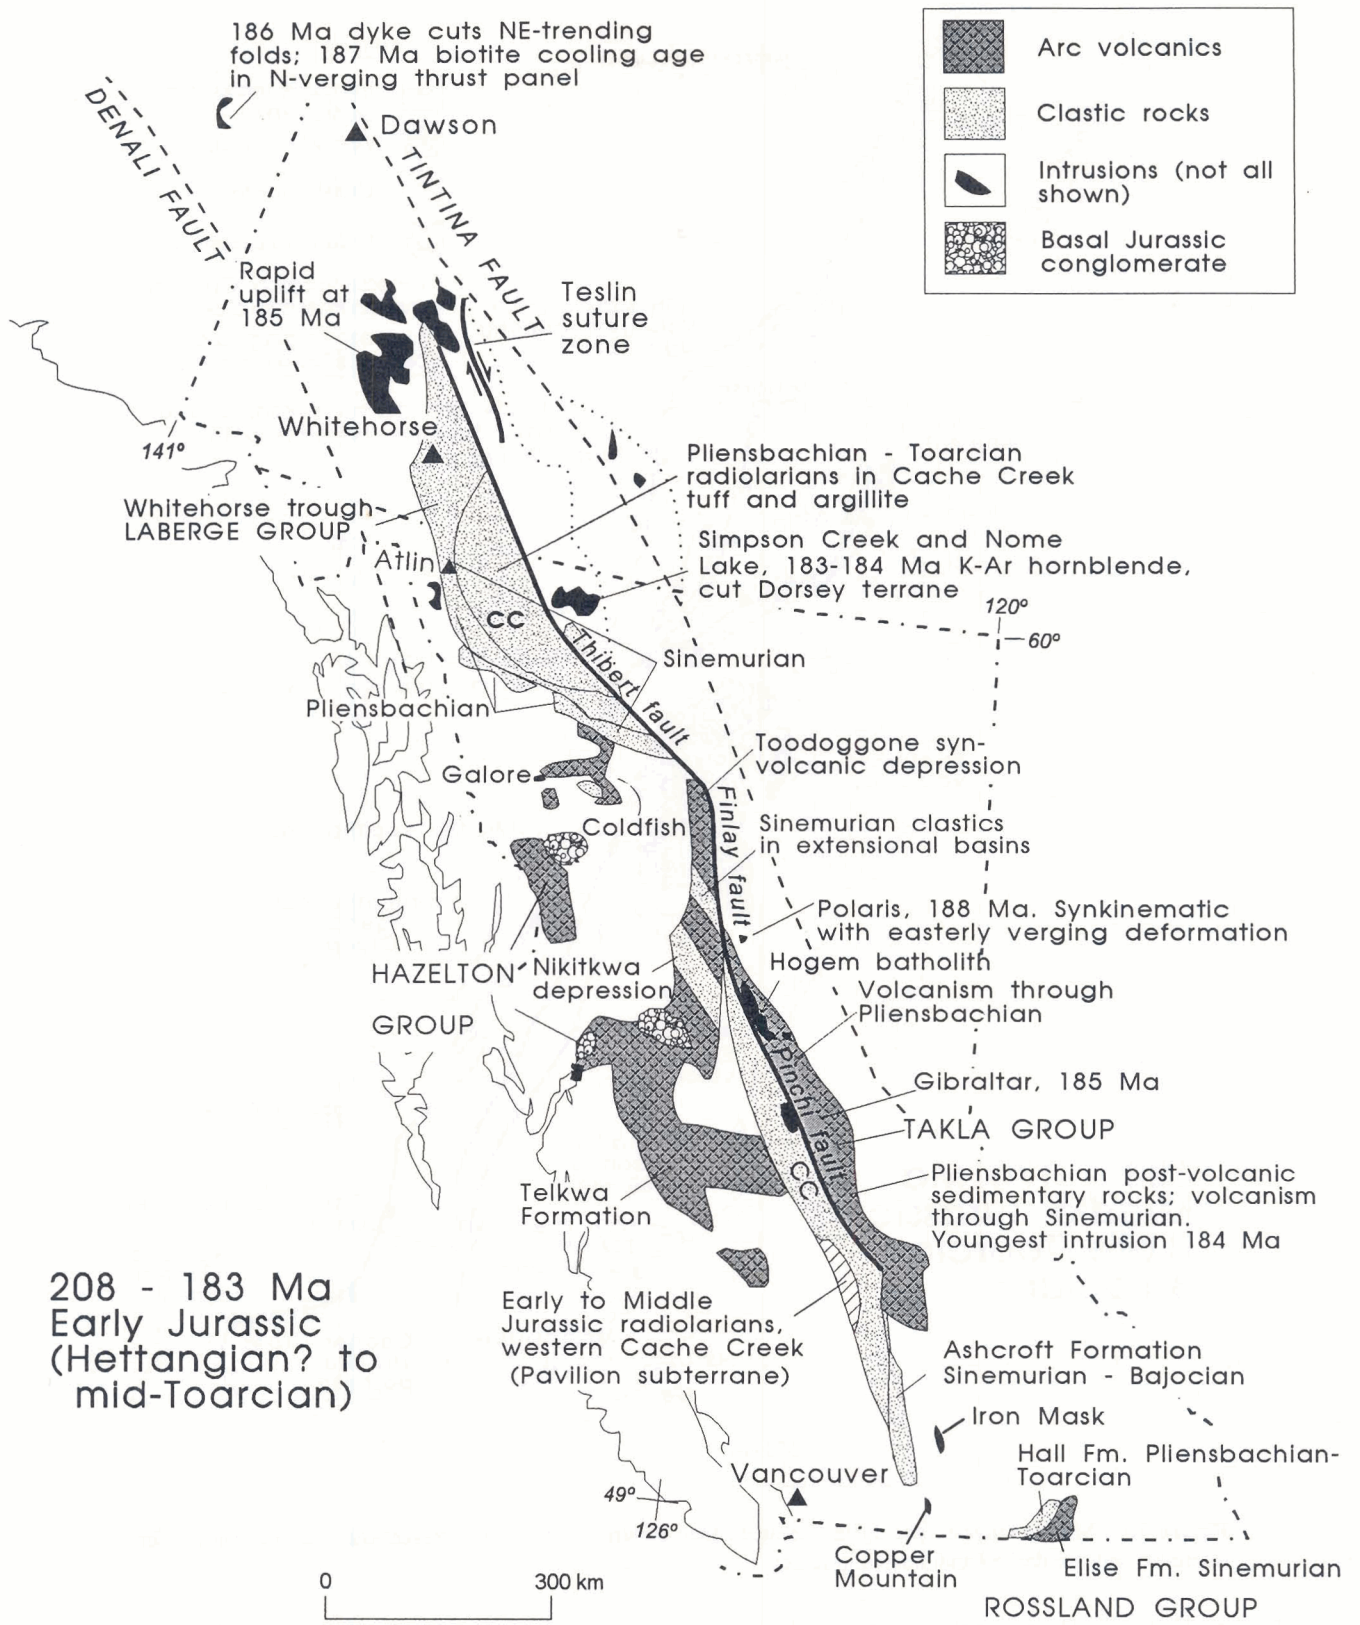 186 Ma dyke cuts NE-trending
folds; 187 Ma biotite cooling age
in N-verging thrust panel
Arc volcanics
Clastic rocks
Intrusions (not all
shown)
Basal Jurassic
conglomerate
DENALI FAULT
Dawson
TINTINA FAULT
Rapid
uplift at
185 Ma
Teslin
suture
zone
Whitehorse
141º
Pliensbachian - Toarcian
radiolarians in Cache Creek
tuff and argillite
Whitehorse trough
LABERGE GROUP
Simpson Creek and Nome
Lake, 183-184 Ma K-Ar hornblende,
cut Dorsey terrane
Atlin
120º
60º
CC
Thibert fault
Sinemurian
Pliensbachian
Toodoggone syn-
volcanic depression
Galore
Finlay fault
Coldfish
Sinemurian clastics
in extensional basins
Polaris, 188 Ma. Synkinematic
with easterly verging deformation
HAZELTON
GROUP
Nikitkwa
depression
Hogem batholith
Volcanism through
Pliensbachian
Pinchi fault
Gibraltar, 185 Ma
TAKLA GROUP
CC
Pliensbachian post-volcanic
sedimentary rocks; volcanism
through Sinemurian.
Youngest intrusion 184 Ma
Telkwa
Formation
208 - 183 Ma
Early Jurassic
(Hettangian? to
mid-Toarcian)
Early to Middle
Jurassic radiolarians,
western Cache Creek
(Pavilion subterrane)
Ashcroft Formation
Sinemurian - Bajocian
Iron Mask
Hall Fm. Pliensbachian-
Toarcian
Vancouver
49º
126º
Copper
Mountain
Elise Fm. Sinemurian
ROSSLAND GROUP
0
300 km